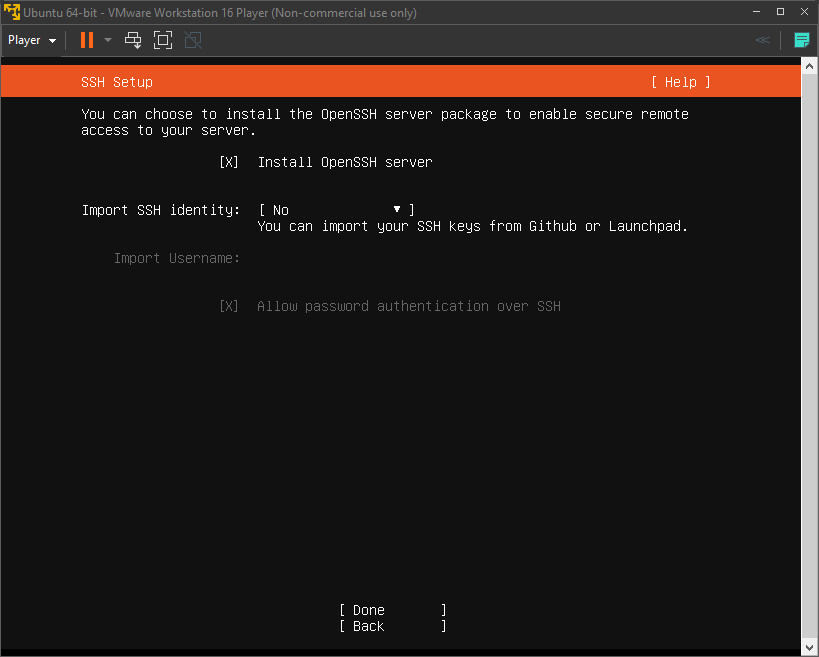 Ubuntu 64-bit - VMware Workstation 16 Player (Non-commercial use only)
Player
SSH Setup [ Help ]
You can choose to install the OpenSSH server package to enable secure remote
access to your server.
[X] Install OpenSSH server
Import SSH identity: [ No ▼ ]
You can import your SSH keys from Github or Launchpad.
Import Username:
[X] Allow password authentication over SSH
[ Done ]
[ Back ]